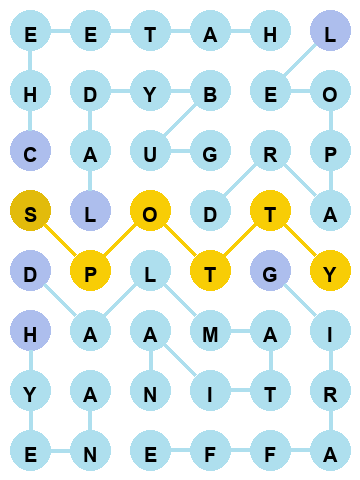 E E T A H L
H D Y B E O
C A U G R P
S L O D T A
D P L T G Y
H A A M A I
Y A N I T R
E N E F F A